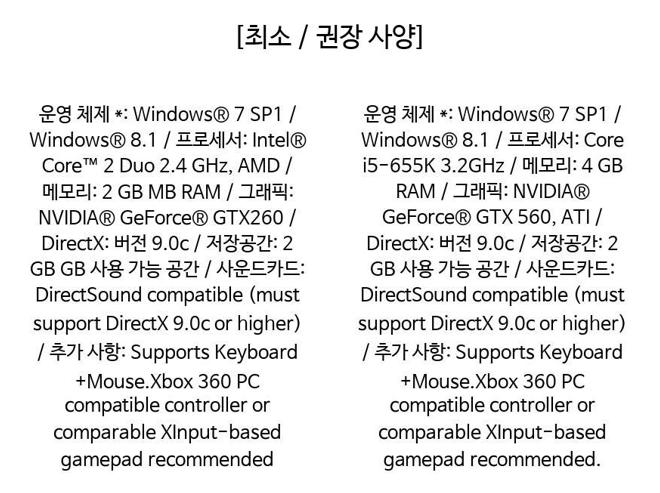 [최소 / 권장 사양]
운영 체제 *: Windows® 7 SP1 /
Windows® 8.1 / 프로세서: Intel®
Core™ 2 Duo 2.4 GHz, AMD /
메모리: 2 GB MB RAM / 그래픽:
NVIDIA® GeForce® GTX260 /
DirectX: 버전 9.0c / 저장공간: 2
GB GB 사용 가능 공간 / 사운드카드:
DirectSound compatible (must
support DirectX 9.0c or higher)
/ 추가 사항: Supports Keyboard
+Mouse.Xbox 360 PC
compatible controller or
comparable XInput-based
gamepad recommended
운영 체제 *: Windows® 7 SP1 /
Windows® 8.1 / 프로세서: Core
i5-655K 3.2GHz / 메모리: 4 GB
RAM / 그래픽: NVIDIA®
GeForce® GTX 560, ATI /
DirectX: 버전 9.0c / 저장공간: 2
GB 사용 가능 공간 / 사운드카드:
DirectSound compatible (must
support DirectX 9.0c or higher)
/ 추가 사항: Supports Keyboard
+Mouse.Xbox 360 PC
compatible controller or
comparable XInput-based
gamepad recommended.